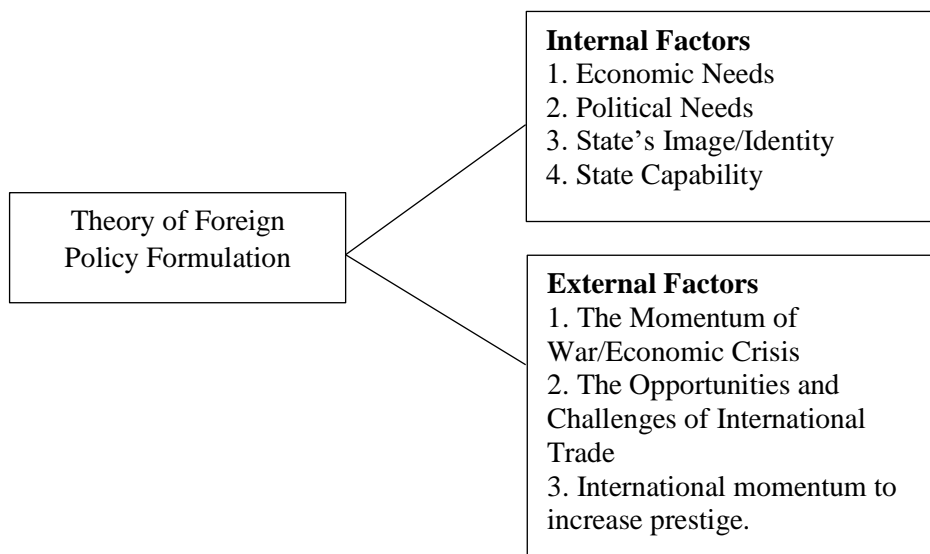 Internal Factors
1. Economic Needs
2. Political Needs
3. State’s Image/Identity
4. State Capability
Theory of Foreign
Policy Formulation
External Factors
1. The Momentum of
War/Economic Crisis
2. The Opportunities and
Challenges of International
Trade
3. International momentum to
increase prestige.